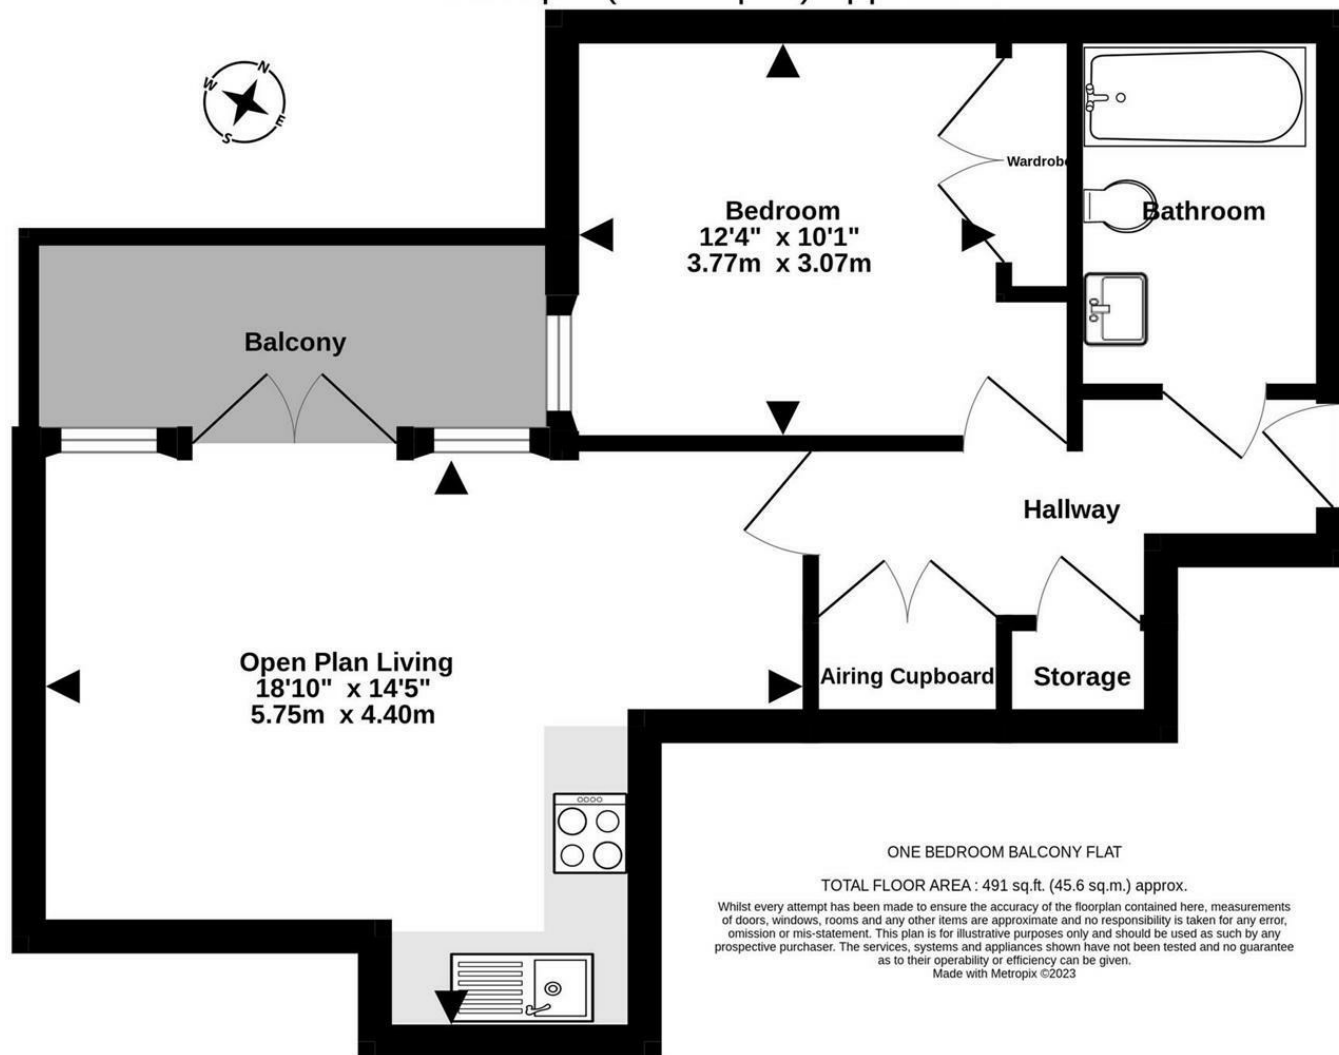 N
W
E
S
Wardrobe
Bedroom
12'4" x 10'1"
3.77m x 3.07m
Bathroom
Balcony
Hallway
Open Plan Living
18'10" x 14'5"
5.75m x 4.40m
Airing Cupboard
Storage
ONE BEDROOM BALCONY FLAT
TOTAL FLOOR AREA : 491 sq.ft. (45.6 sq.m.) approx.
Whilst every attempt has been made to ensure the accuracy of the floorplan contained here, measurements
of doors, windows, rooms and any other items are approximate and no responsibility is taken for any error,
omission or mis-statement. This plan is for illustrative purposes only and should be used as such by any
prospective purchaser. The services, systems and appliances shown have not been tested and no guarantee
as to their operability or efficiency can be given.
Made with Metropix ©2023